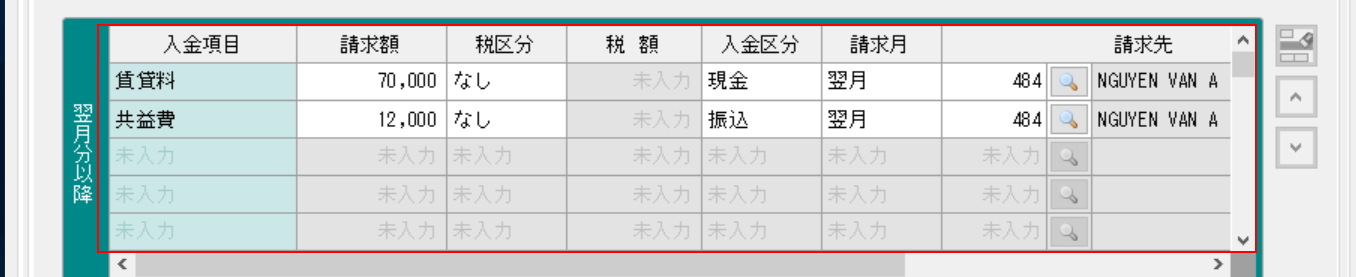 入金項目 請求額 税区分 税 額 入金区分 請求月 請求先
賃貸料 70,000 なし 未入力 現金 翌月 484 NGUYEN VAN A
共益費 12,000 なし 未入力 振込 翌月 484 NGUYEN VAN A
未入力 未入力 未入力 未入力 未入力 未入力 未入力
未入力 未入力 未入力 未入力 未入力 未入力 未入力
未入力 未入力 未入力 未入力 未入力 未入力 未入力
翌月分以降